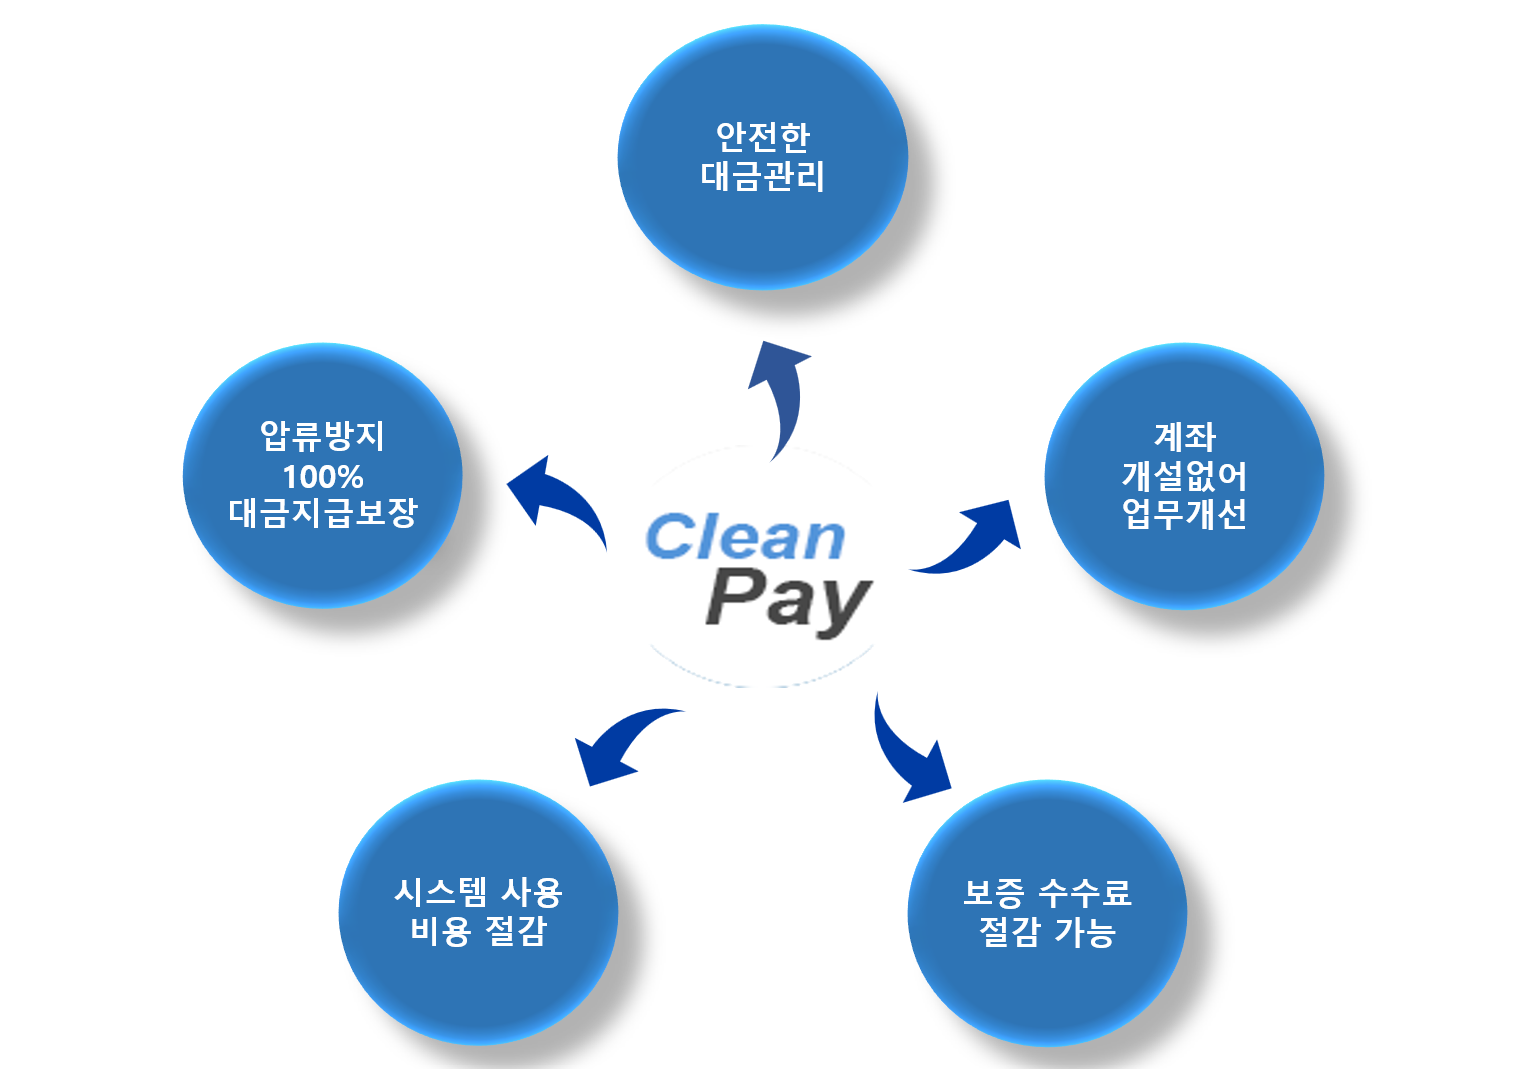 안전한
대금관리
압류방지
100%
대금지급보장
계좌
개설없어
업무개선
Clean
Pay
시스템 사용
비용 절감
보증 수수료
절감 가능